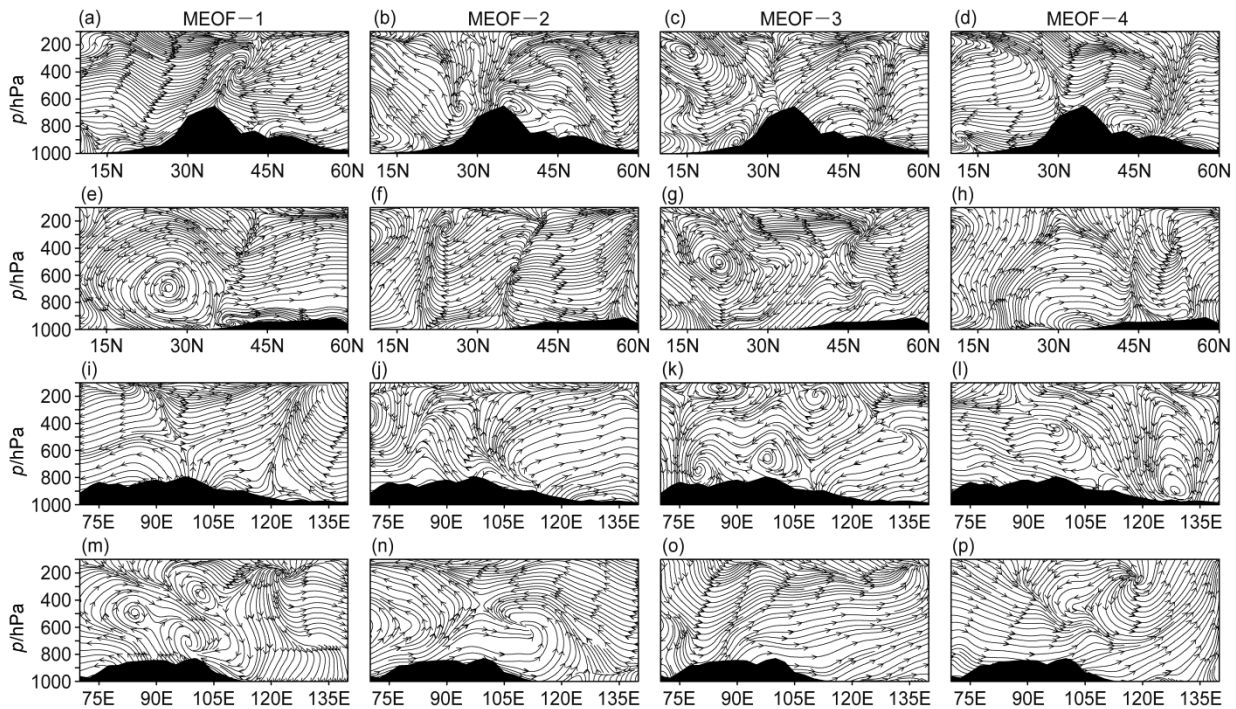 MEOF−1 MEOF−2 MEOF−3 MEOF−4
(a) (b) (c) (d)
p/hPa
200
400
600
800
1000
15N 30N 45N 60N 15N 30N 45N 60N 15N 30N 45N 60N 15N 30N 45N 60N
(e) (f) (g) (h)
p/hPa
200
400
600
800
1000
15N 30N 45N 60N 15N 30N 45N 60N 15N 30N 45N 60N 15N 30N 45N 60N
(i) (j) (k) (l)
p/hPa
200
400
600
800
1000
75E 90E 105E 120E 135E 75E 90E 105E 120E 135E 75E 90E 105E 120E 135E 75E 90E 105E 120E 135E
(m) (n) (o) (p)
p/hPa
200
400
600
800
1000
75E 90E 105E 120E 135E 75E 90E 105E 120E 135E 75E 90E 105E 120E 135E 75E 90E 105E 120E 135E